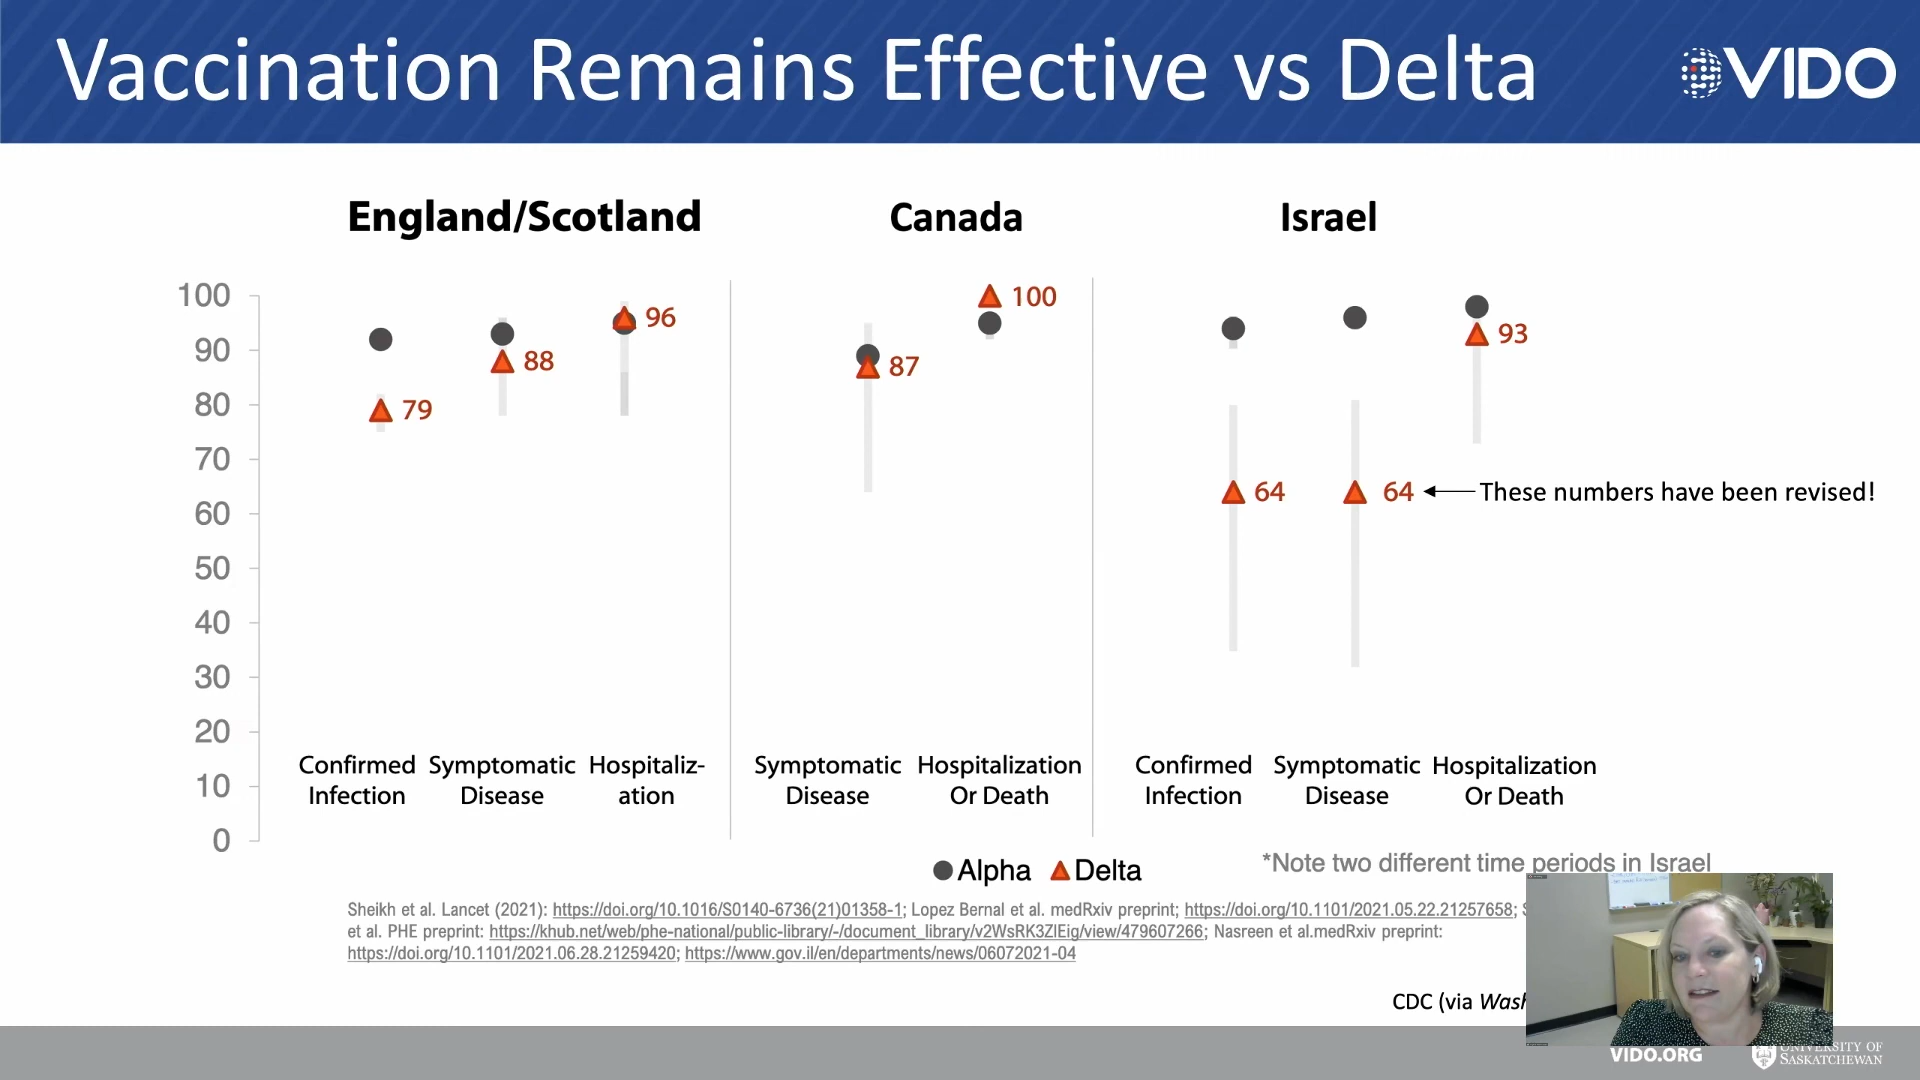 Vaccination Remains Effective vs Delta
VIDO
England/Scotland
Canada
Israel
100
90
80
70
60
50
40
30
20
10
0
79
88
96
87
100
64
64
93
These numbers have been revised!
Confirmed Infection
Symptomatic Disease
Hospitaliz-ation
Symptomatic Disease
Hospitalization Or Death
Confirmed Infection
Symptomatic Disease
Hospitalization Or Death
Alpha
Delta
*Note two different time periods in Israel
Sheikh et al. Lancet (2021): https://doi.org/10.1016/S0140-6736(21)01358-1; Lopez Bernal et al. medRxiv preprint; https://doi.org/10.1101/2021.05.22.21257658;
et al. PHE preprint: https://khub.net/web/phe-national/public-library/-/document_library/v2WsRK3ZlEig/view/479607266; Nasreen et al.medRxiv preprint:
https://doi.org/10.1101/2021.06.28.21259420; https://www.gov.il/en/departments/news/06072021-04
CDC (via
VIDO.ORG
UNIVERSITY OF
SASKATCHEWAN